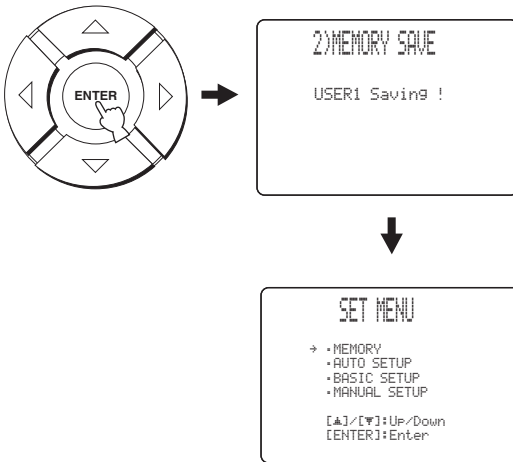 ENTER
2)MEMORY SAVE
USER1 Saving !
SET MENU
→ •MEMORY
•AUTO SETUP
•BASIC SETUP
•MANUAL SETUP
[▲]/[▼]:Up/Down
[ENTER]:Enter